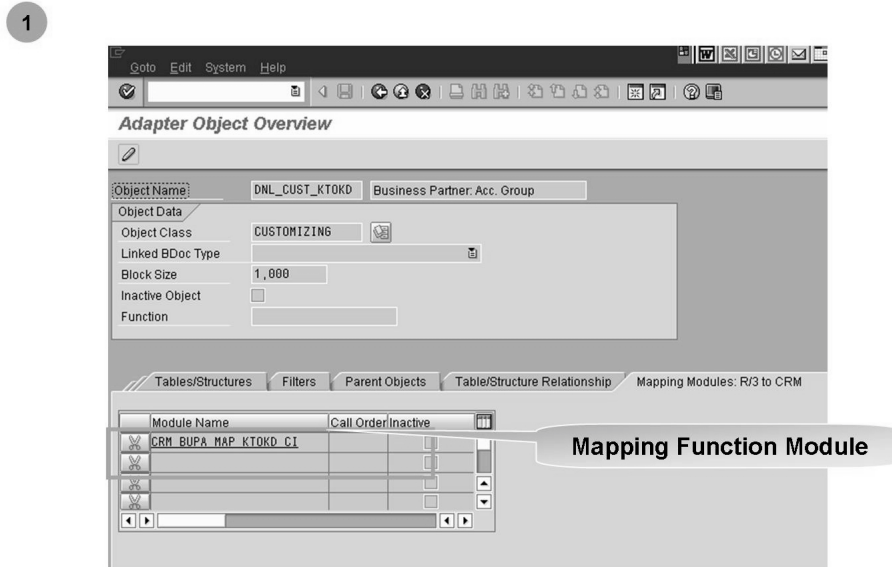 1
Goto Edit System Help
Adapter Object Overview
Object Name DNL_CUST_KTOKD Business Partner: Acc. Group
Object Data
Object Class CUSTOMIZING
Linked BDoc Type
Block Size 1,000
Inactive Object
Function
Tables/Structures Filters Parent Objects Table/Structure Relationship Mapping Modules: R/3 to CRM
Module Name Call Order Inactive
CRM_BUPA_MAP_KTOKD_CI
Mapping Function Module